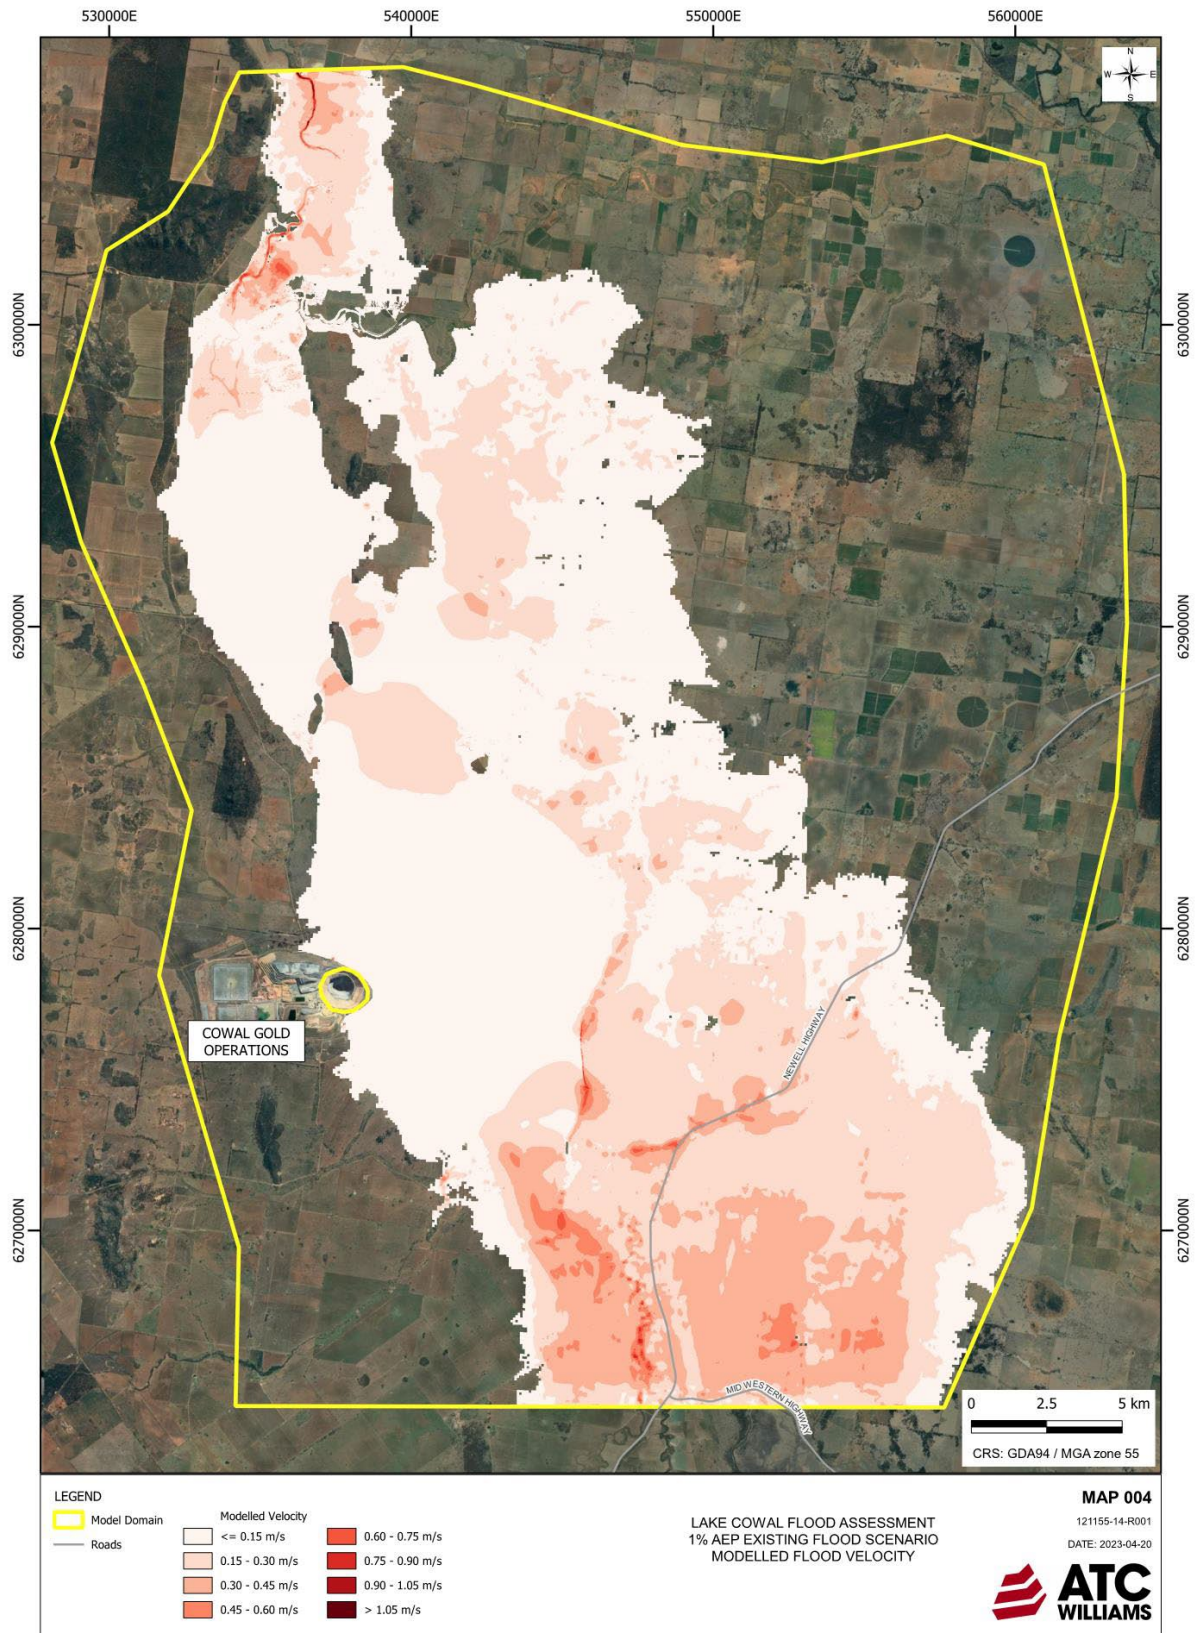 530000E
540000E
550000E
560000E
N
W
E
S
6300000N
6300000N
6290000N
6290000N
6280000N
6280000N
6270000N
6270000N
COWAL GOLD
OPERATIONS
NEWELL HIGHWAY
MID WESTERN HIGHWAY
0 2.5 5 km
CRS: GDA94 / MGA zone 55
LEGEND
Model Domain
Roads
Modelled Velocity
<= 0.15 m/s
0.15 - 0.30 m/s
0.30 - 0.45 m/s
0.45 - 0.60 m/s
0.60 - 0.75 m/s
0.75 - 0.90 m/s
0.90 - 1.05 m/s
> 1.05 m/s
LAKE COWAL FLOOD ASSESSMENT
1% AEP EXISTING FLOOD SCENARIO
MODELLED FLOOD VELOCITY
MAP 004
121155-14-R001
DATE: 2023-04-20
ATC
WILLIAMS